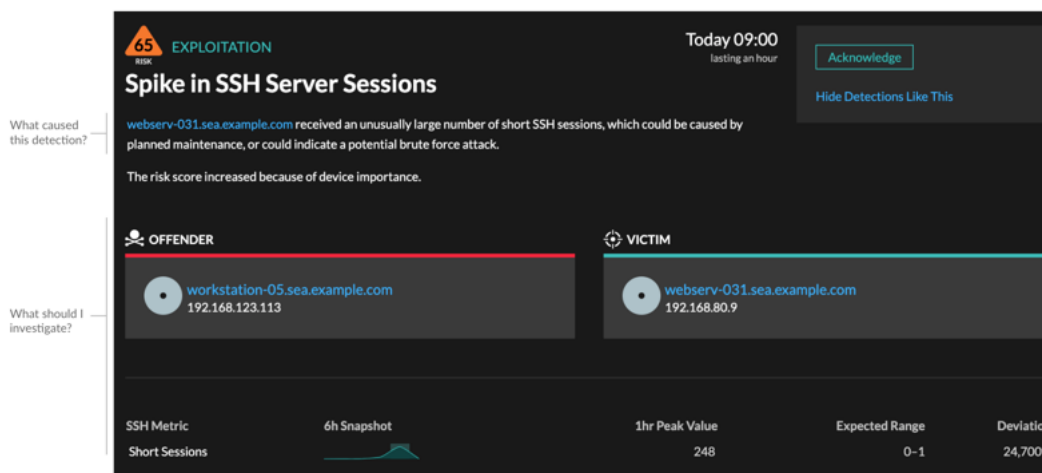 65
RISK
EXPLOITATION
Spike in SSH Server Sessions
Today 09:00
lasting an hour
Acknowledge
Hide Detections Like This
What caused
this detection?
webserv-031.sea.example.com received an unusually large number of short SSH sessions, which could be caused by
planned maintenance, or could indicate a potential brute force attack.
The risk score increased because of device importance.
What should I
investigate?
OFFENDER
workstation-05.sea.example.com
192.168.123.113
VICTIM
webserv-031.sea.example.com
192.168.80.9
SSH Metric 6h Snapshot 1hr Peak Value Expected Range Deviatio
Short Sessions 248 0–1 24,700